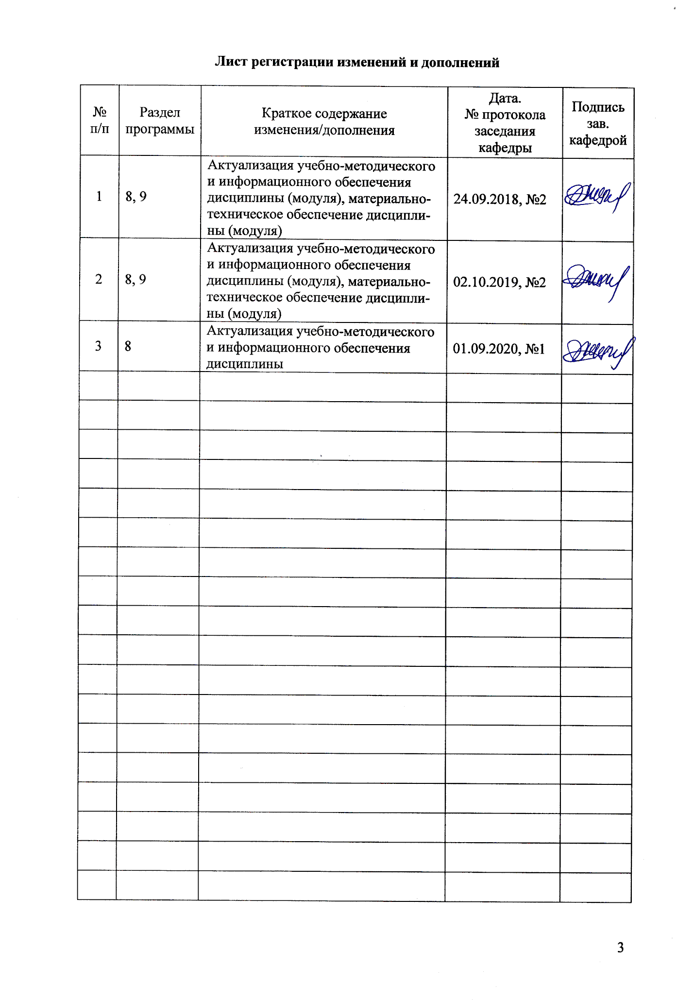 Лист регистрации изменений и дополнений
№
п/п
Раздел
программы
Краткое содержание
изменения/дополнения
Дата.
№ протокола
заседания
кафедры
Подпись
зав.
кафедрой
1
8, 9
Актуализация учебно-методического
и информационного обеспечения
дисциплины (модуля), материально-
техническое обеспечение дисципли-
ны (модуля)
24.09.2018, №2
2
8, 9
Актуализация учебно-методического
и информационного обеспечения
дисциплины (модуля), материально-
техническое обеспечение дисципли-
ны (модуля)
02.10.2019, №2
3
8
Актуализация учебно-методического
и информационного обеспечения
дисциплины
01.09.2020, №1
3